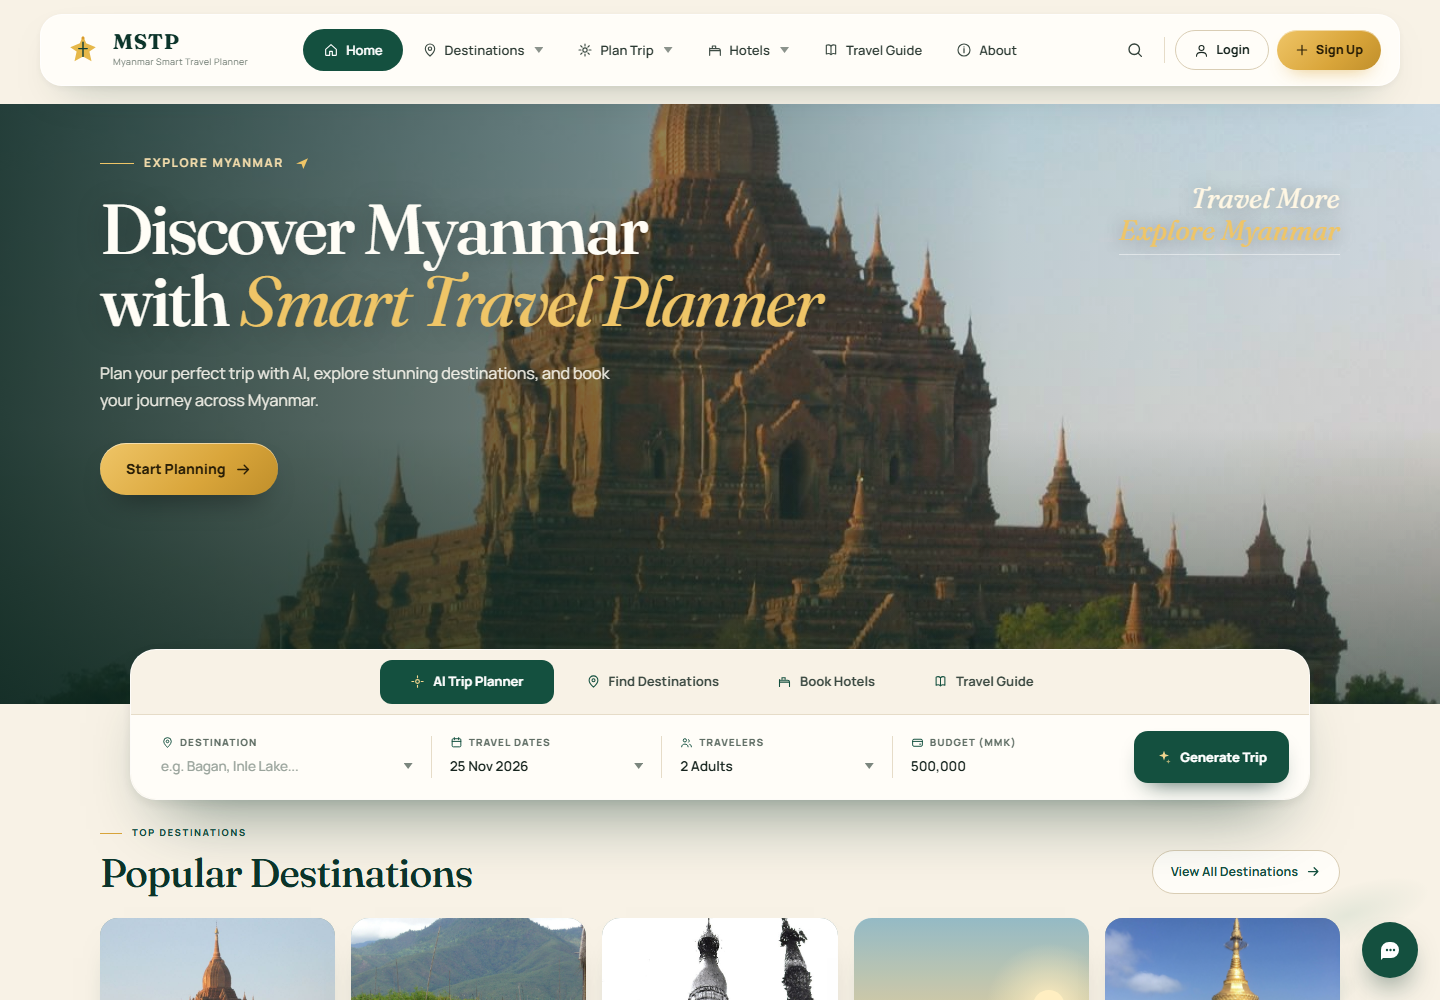 MSTP
Myanmar Smart Travel Planner
Home
Destinations
Plan Trip
Hotels
Travel Guide
About
Login
Sign Up
EXPLORE MYANMAR
Discover Myanmar
with Smart Travel Planner
Plan your perfect trip with AI, explore stunning destinations, and book
your journey across Myanmar.
Start Planning
Travel More
Explore Myanmar
AI Trip Planner
Find Destinations
Book Hotels
Travel Guide
DESTINATION
e.g. Bagan, Inle Lake...
TRAVEL DATES
25 Nov 2026
TRAVELERS
2 Adults
BUDGET (MMK)
500,000
Generate Trip
TOP DESTINATIONS
Popular Destinations
View All Destinations